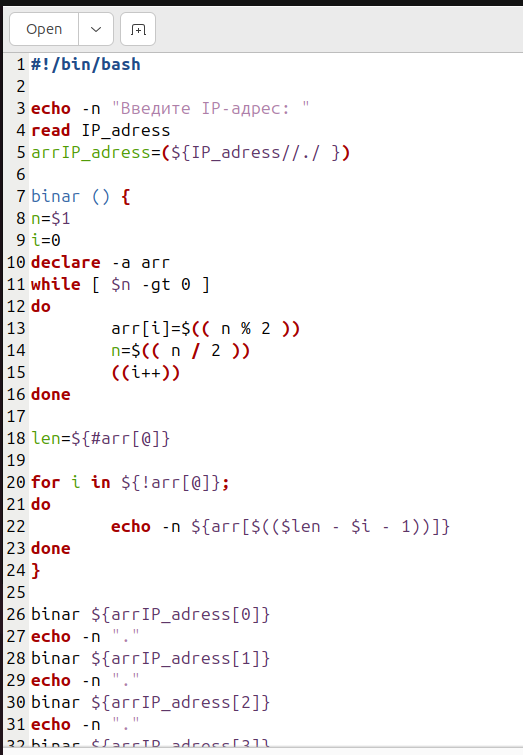 Open
1 #!/bin/bash
2
3 echo -n "Введите IP-адрес: "
4 read IP_adress
5 arrIP_adress=(${IP_adress//./ })
6
7 binar () {
8 n=$1
9 i=0
10 declare -a arr
11 while [ $n -gt 0 ]
12 do
13         arr[i]=$(( n % 2 ))
14         n=$(( n / 2 ))
15         ((i++))
16 done
17
18 len=${#arr[@]}
19
20 for i in ${!arr[@]};
21 do
22         echo -n ${arr[$(($len - $i - 1))]}
23 done
24 }
25
26 binar ${arrIP_adress[0]}
27 echo -n "."
28 binar ${arrIP_adress[1]}
29 echo -n "."
30 binar ${arrIP_adress[2]}
31 echo -n "."
32 binar ${arrIP_adress[3]}